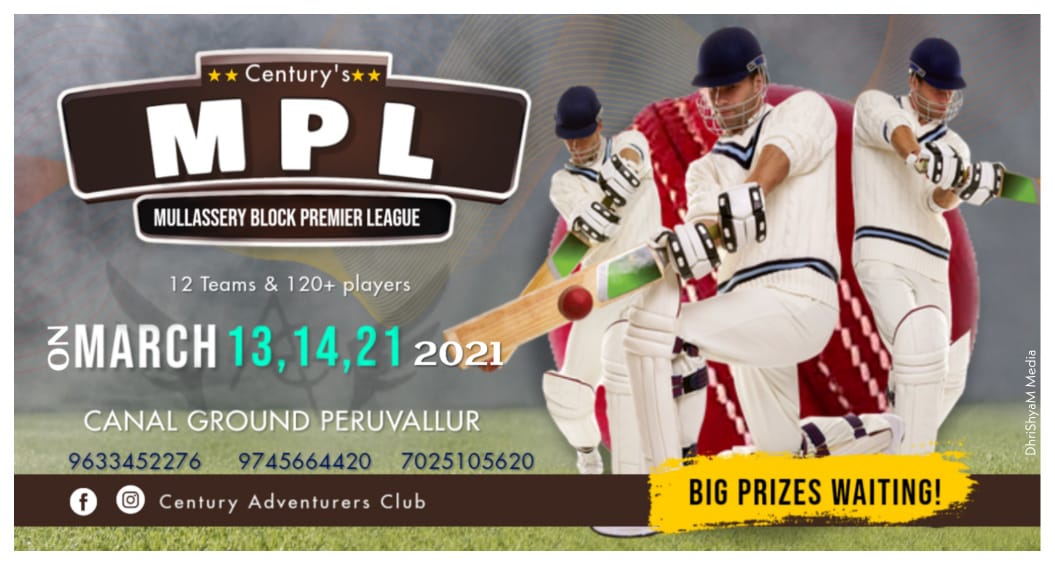 Century's
MPL
MULLASSERY BLOCK PREMIER LEAGUE
12 Teams & 120+ players
ON MARCH 13,14,21 2021
CANAL GROUND PERUVALLUR
9633452276 9745664420 7025105620
Century Adventurers Club
BIG PRIZES WAITING!
DhriShyaM Media